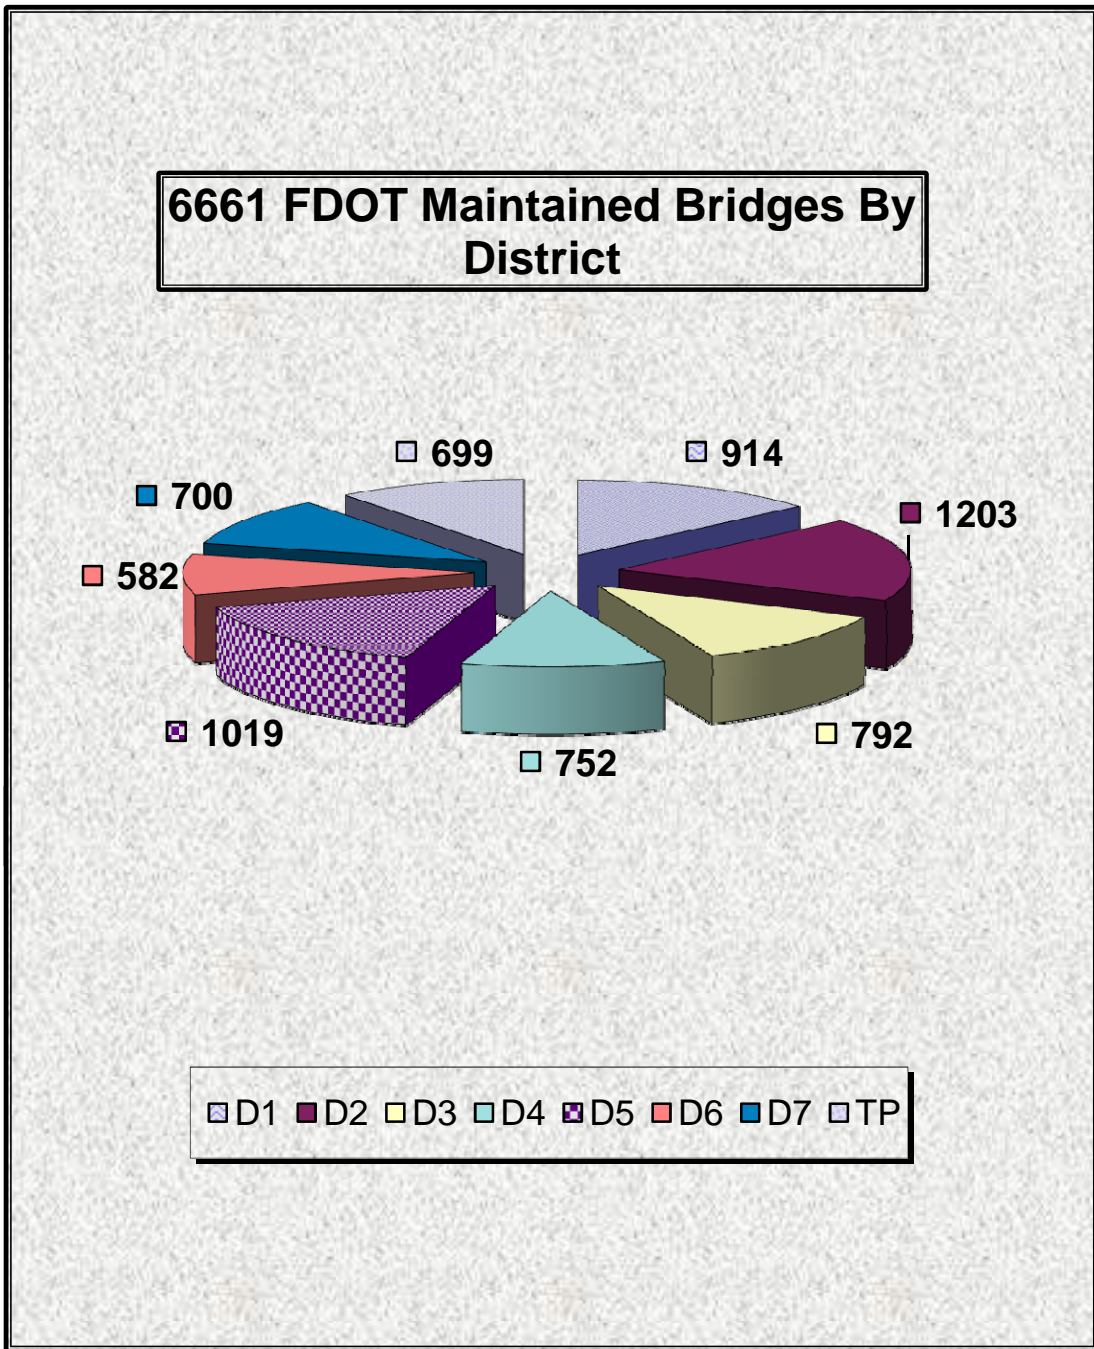 6661 FDOT Maintained Bridges By
District
699
914
700
1203
582
1019
792
752
D1 D2 D3 D4 D5 D6 D7 TP